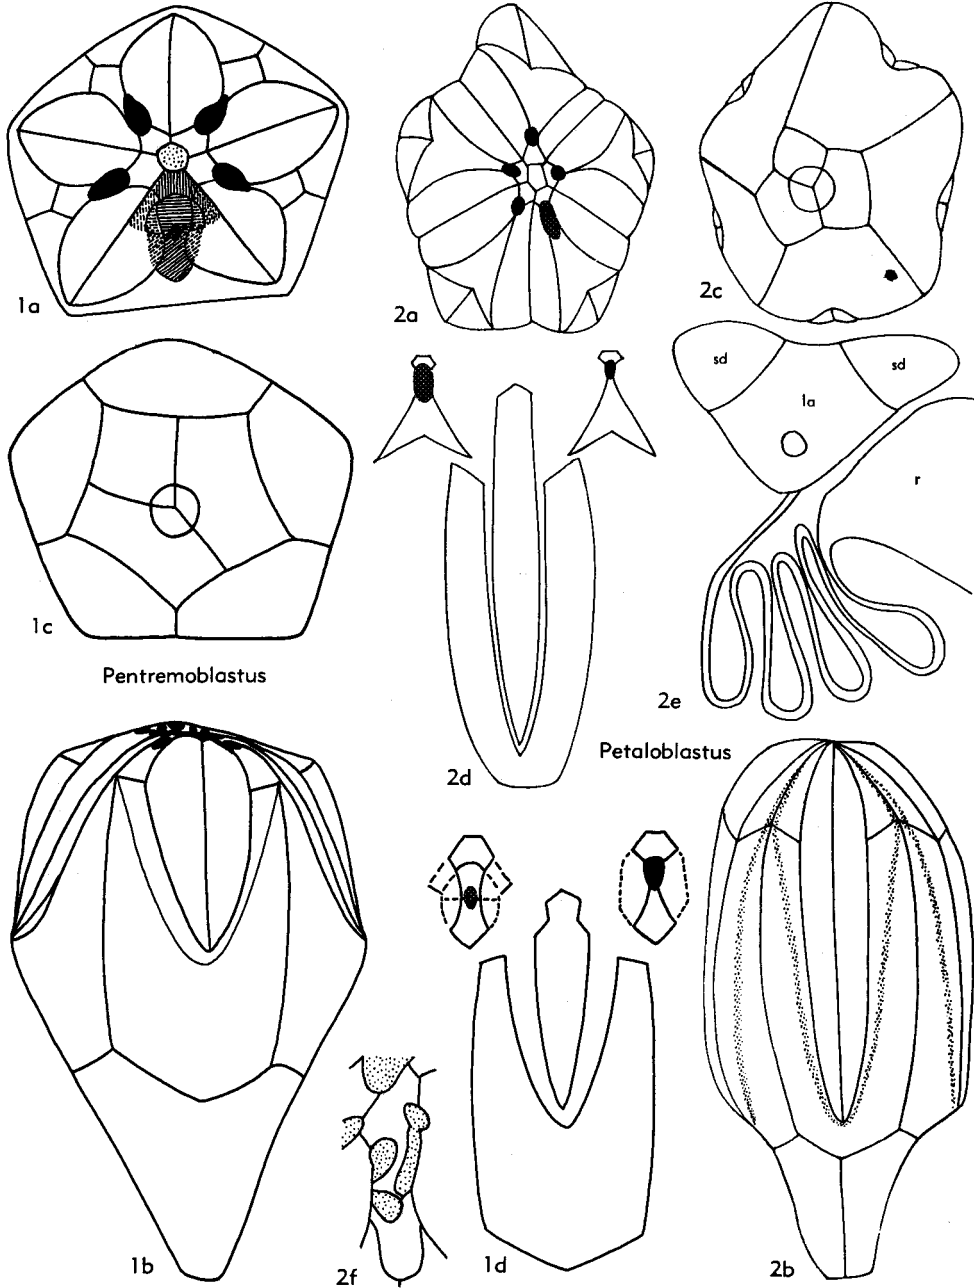 1a
2a
2c
sd
sd
la
r
1c
Pentremoblastus
2e
2d
Petaloblastus
1b
2f
1d
2b